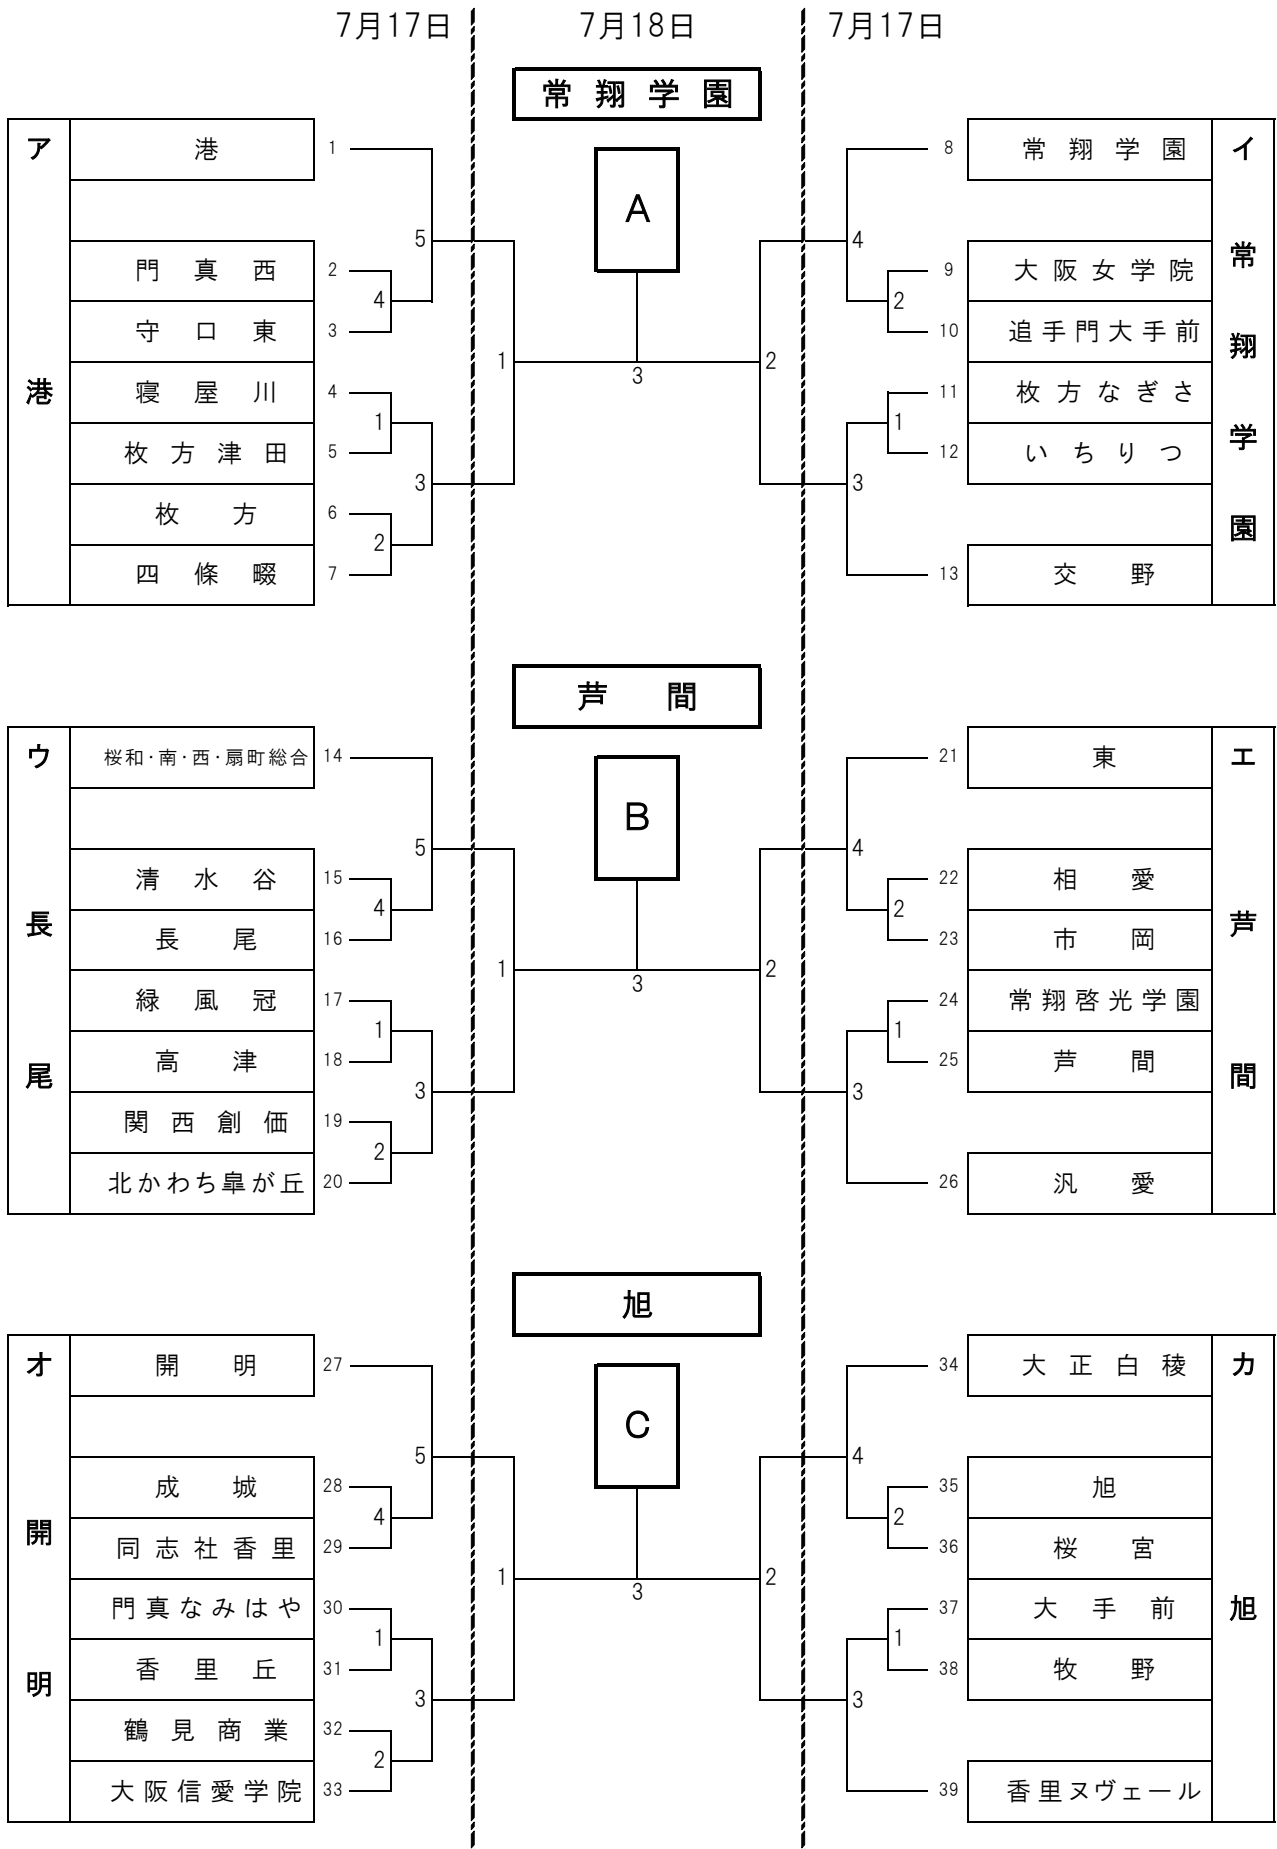 7月17日 7月18日 7月17日
常翔学園
ア 港 1 8 常翔学園 イ
A
5 4
門真西 2 9 大阪女学院 常
4 2
守口東 3 10 追手門大手前
翔
1 3 2
港 寝屋川 4 11 枚方なぎさ
1 1
枚方津田 5 12 いちりつ 学
3 3
枚方 6
2 園
四條畷 7 13 交野
芦間
ウ 桜和・南・西・扇町総合 14 21 東 エ
B
5 4
清水谷 15 22 相愛
長 4 2 芦
長尾 16 23 市岡
1 3 2
緑風冠 17 24 常翔啓光学園
1 1
尾 高津 18 25 芦間 間
3 3
関西創価 19
2
北かわち皐が丘 20 26 汎愛
旭
オ 開明 27 34 大正白稜 カ
C
5 4
成城 28 35 旭
開 4 2
同志社香里 29 36 桜宮
1 3 2
門真なみはや 30 37 大手前 旭
1 1
明 香里丘 31 38 牧野
3 3
鶴見商業 32
2
大阪信愛学院 33 39 香里ヌヴェール